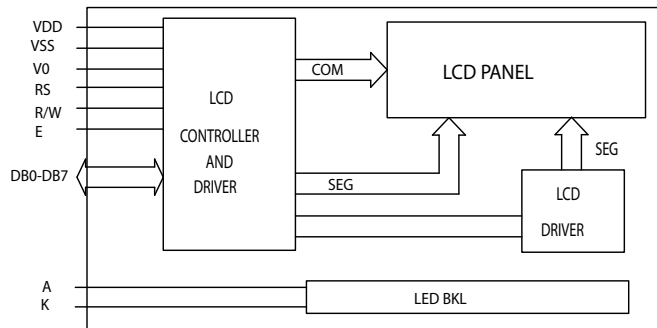 VDD
VSS
V0
RS
R/W
E
DB0-DB7
A
K
LCD
CONTROLLER
AND
DRIVER
COM
SEG
LCD PANEL
SEG
LCD
DRIVER
LED BKL